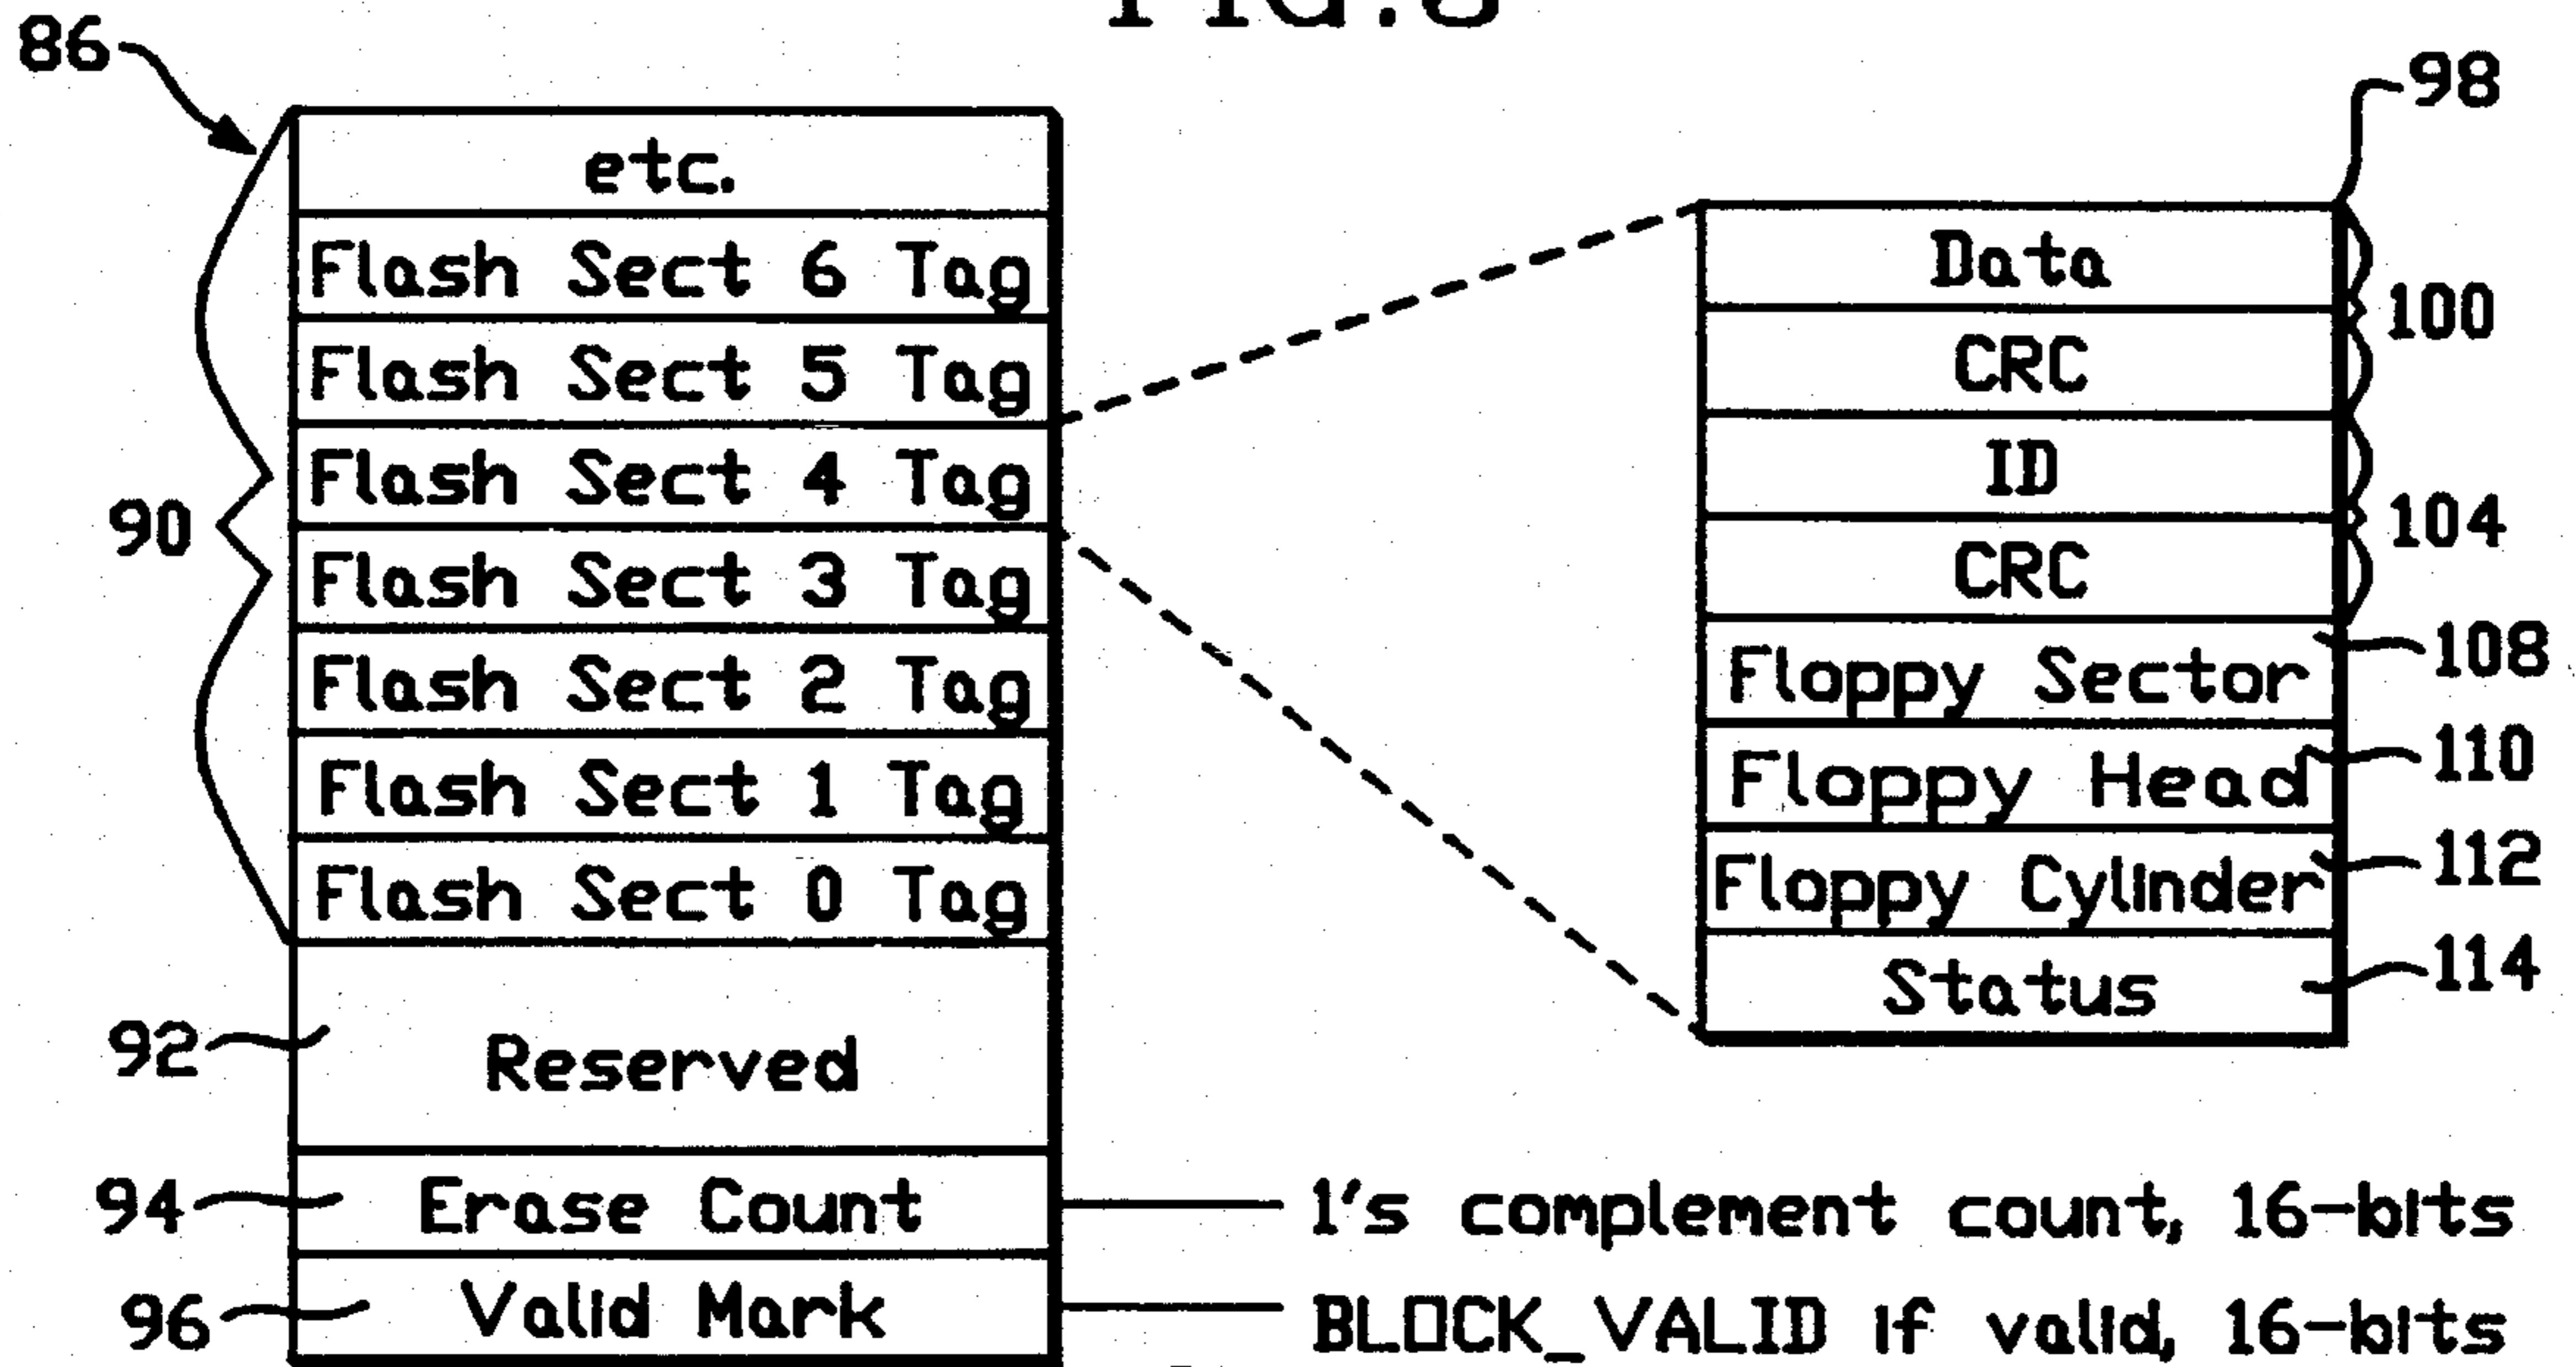 86
etc.
Flash Sect 6 Tag
Flash Sect 5 Tag
Flash Sect 4 Tag
Flash Sect 3 Tag
Flash Sect 2 Tag
Flash Sect 1 Tag
Flash Sect 0 Tag
90
Reserved
92
Erase Count
94
1's complement count, 16-bits
Valid Mark
96
BLOCK_VALID if valid, 16-bits
98
Data
CRC
100
ID
CRC
104
Floppy Sector
108
Floppy Head
110
Floppy Cylinder
112
Status
114